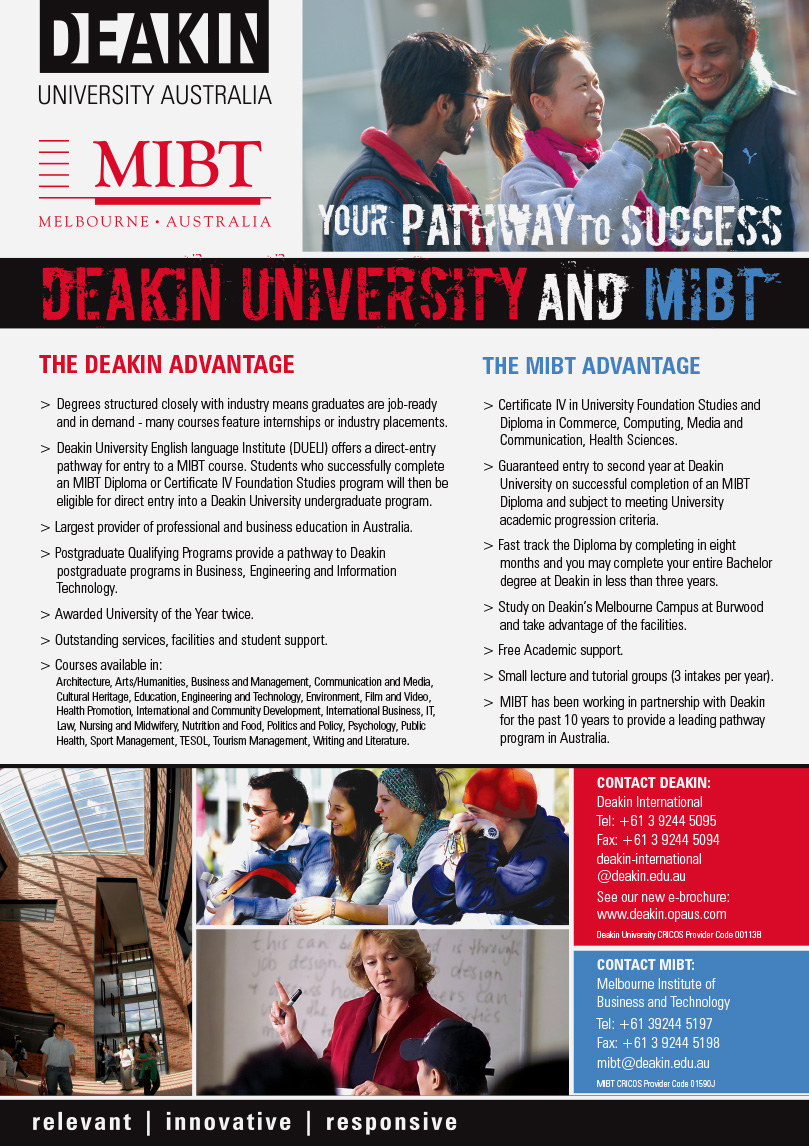 DEAKIN
UNIVERSITY AUSTRALIA
MIBT
MELBOURNE • AUSTRALIA
YOUR PATHWAY TO SUCCESS
DEAKIN UNIVERSITY AND MIBT
THE DEAKIN ADVANTAGE
> Degrees structured closely with industry means graduates are job-ready
and in demand - many courses feature internships or industry placements.
> Deakin University English language Institute (DUELI) offers a direct-entry
pathway for entry to a MIBT course. Students who successfully complete
an MIBT Diploma or Certificate IV Foundation Studies program will then be
eligible for direct entry into a Deakin University undergraduate program.
> Largest provider of professional and business education in Australia.
> Postgraduate Qualifying Programs provide a pathway to Deakin
postgraduate programs in Business, Engineering and Information
Technology.
> Awarded University of the Year twice.
> Outstanding services, facilities and student support.
> Courses available in:
Architecture, Arts/Humanities, Business and Management, Communication and Media,
Cultural Heritage, Education, Engineering and Technology, Environment, Film and Video,
Health Promotion, International and Community Development, International Business, IT,
Law, Nursing and Midwifery, Nutrition and Food, Politics and Policy, Psychology, Public
Health, Sport Management, TESOL, Tourism Management, Writing and Literature.
THE MIBT ADVANTAGE
> Certificate IV in University Foundation Studies and
Diploma in Commerce, Computing, Media and
Communication, Health Sciences.
> Guaranteed entry to second year at Deakin
University on successful completion of an MIBT
Diploma and subject to meeting University
academic progression criteria.
> Fast track the Diploma by completing in eight
months and you may complete your entire Bachelor
degree at Deakin in less than three years.
> Study on Deakin's Melbourne Campus at Burwood
and take advantage of the facilities.
> Free Academic support.
> Small lecture and tutorial groups (3 intakes per year).
> MIBT has been working in partnership with Deakin
for the past 10 years to provide a leading pathway
program in Australia.
this can
is through
job design
design
can
CONTACT DEAKIN:
Deakin International
Tel: +61 3 9244 5095
Fax: +61 3 9244 5094
deakin-international
@deakin.edu.au
See our new e-brochure:
www.deakin.opaus.com
Deakin University CRICOS Provider Code 00113B
CONTACT MIBT:
Melbourne Institute of
Business and Technology
Tel: +61 39244 5197
Fax: +61 3 9244 5198
mibt@deakin.edu.au
MIBT CRICOS Provider Code 01590J
relevant | innovative | responsive